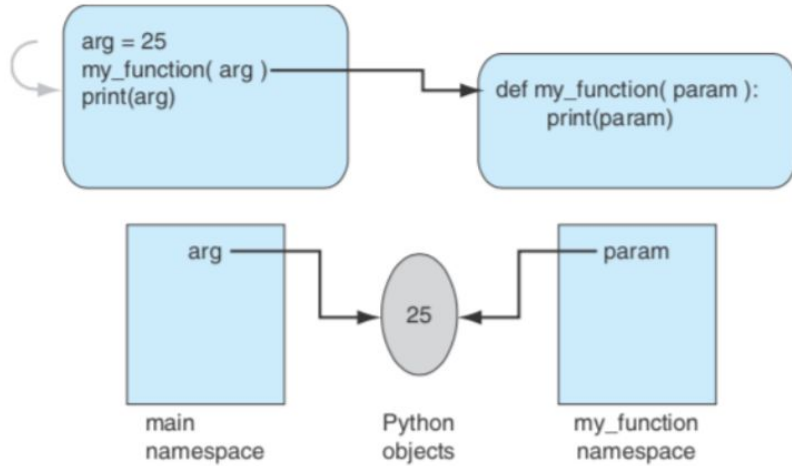 arg = 25
my_function( arg )
print(arg)
def my_function( param ):
print(param)
arg
25
param
main
namespace
Python
objects
my_function
namespace